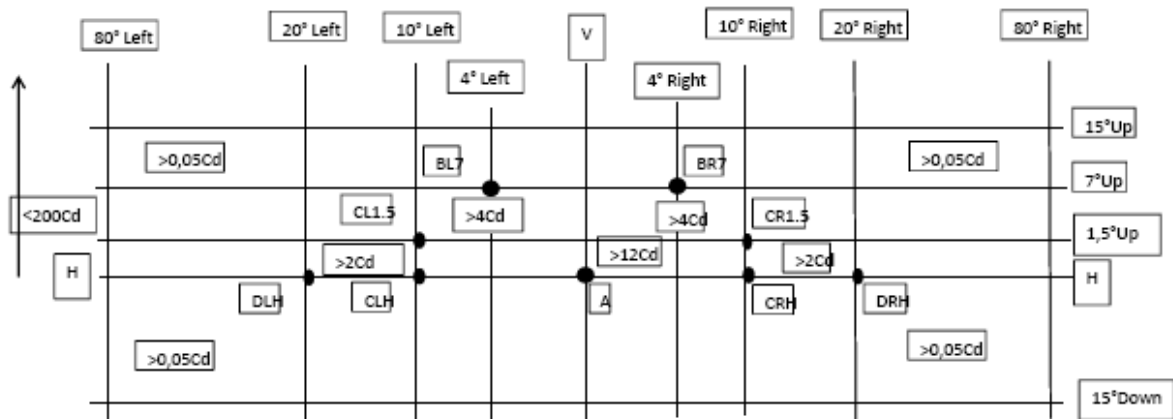 80° Left
20° Left
10° Left
V
10° Right
20° Right
80° Right
4° Left
4° Right
15°Up
>0,05Cd
BL7
BR7
>0,05Cd
7°Up
<200Cd
CL1.5
>4Cd
>4Cd
CR1.5
1,5°Up
H
>2Cd
>12Cd
>2Cd
H
DLH
CLH
A
CRH
DRH
>0,05Cd
>0,05Cd
15°Down